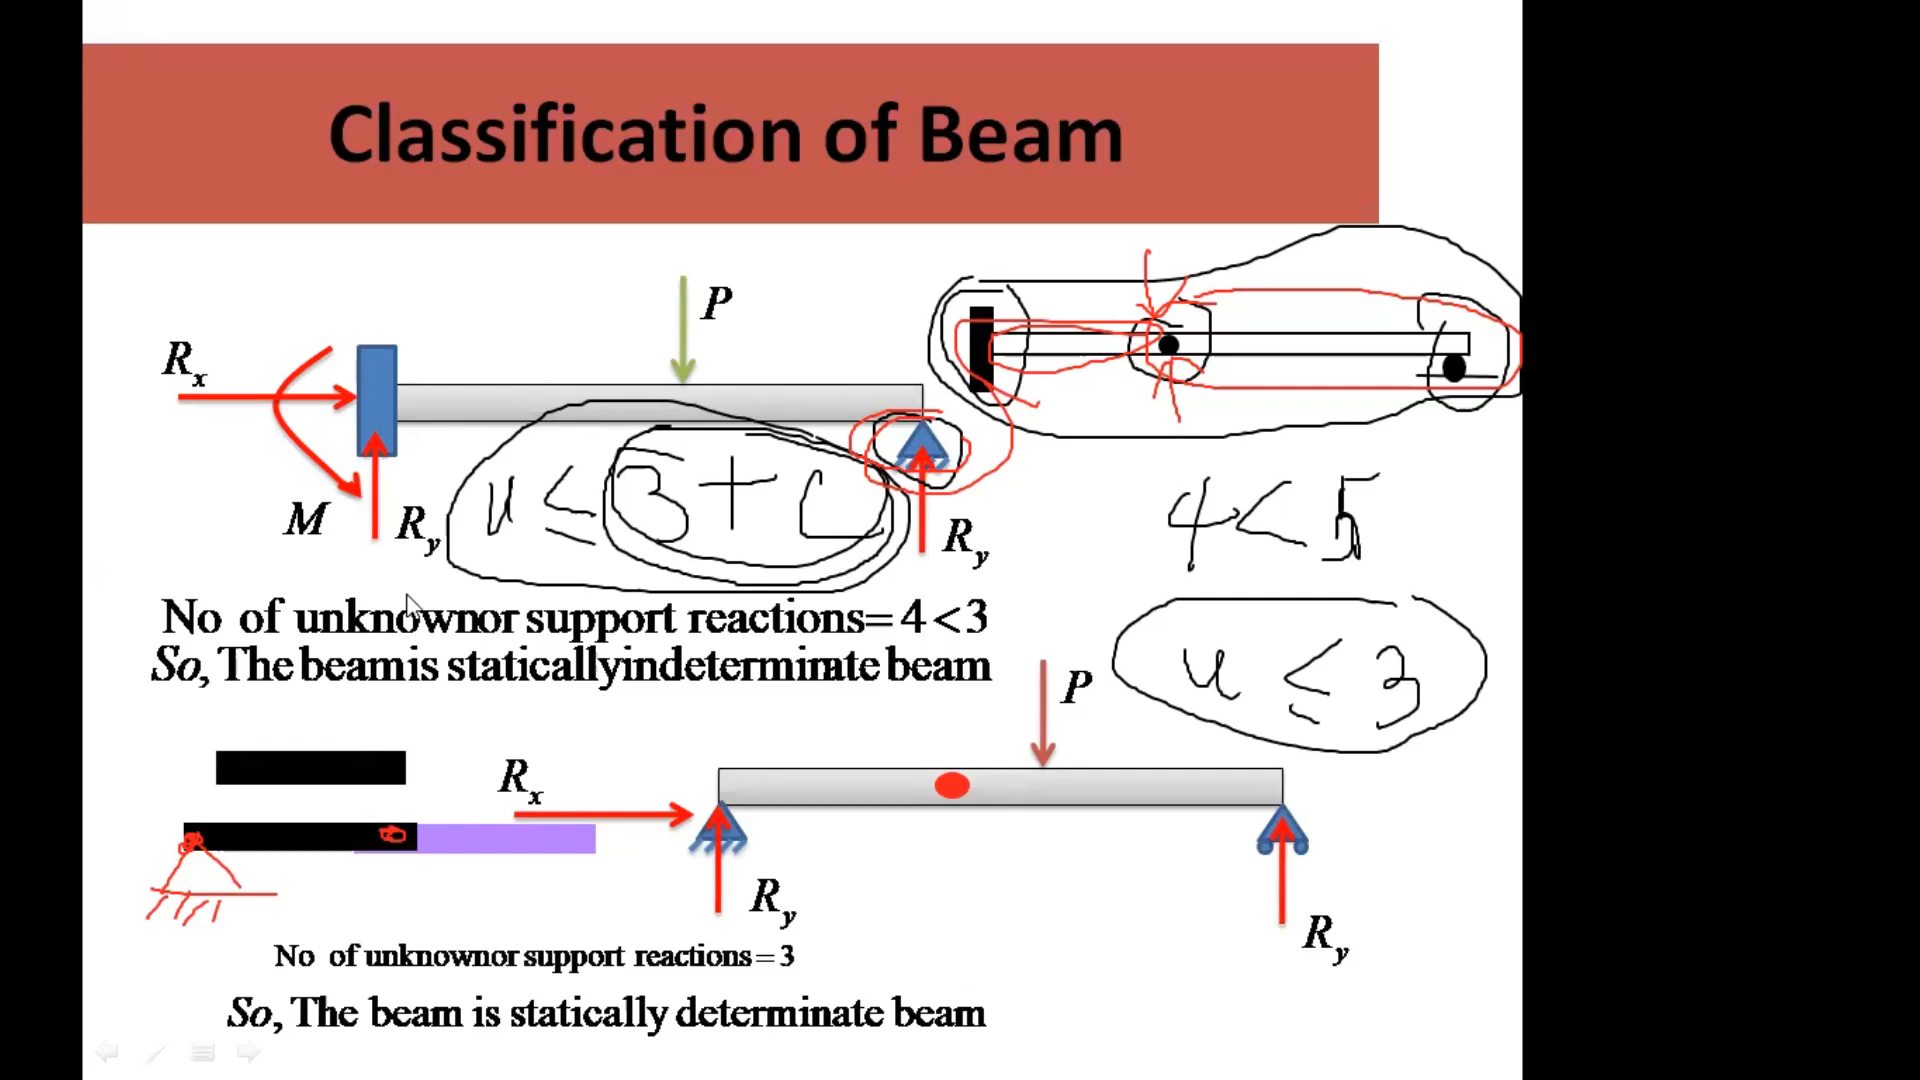 Classification of Beam
P
Rx
M
Ry
u ≤ 3 + C
Ry
4 < 5
No of unknownor support reactions= 4 < 3
So, The beam is statically indeterminate beam
P
u ≤ 3
Rx
Ry
Ry
No of unknownor support reactions = 3
So, The beam is statically determinate beam